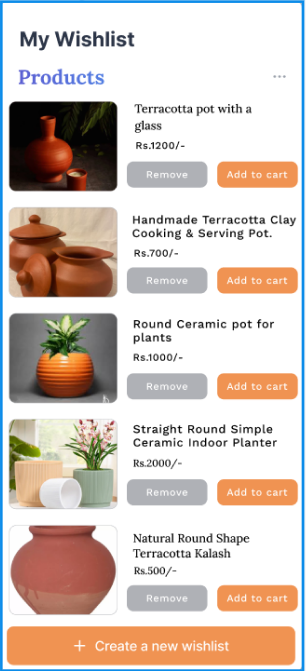 My Wishlist
Products
Terracotta pot with a
glass
Rs.1200/-
Remove
Add to cart
Handmade Terracotta Clay
Cooking & Serving Pot.
Rs.700/-
Remove
Add to cart
Round Ceramic pot for
plants
Rs.1000/-
Remove
Add to cart
Straight Round Simple
Ceramic Indoor Planter
Rs.2000/-
Remove
Add to cart
Natural Round Shape
Terracotta Kalash
Rs.500/-
Remove
Add to cart
+ Create a new wishlist